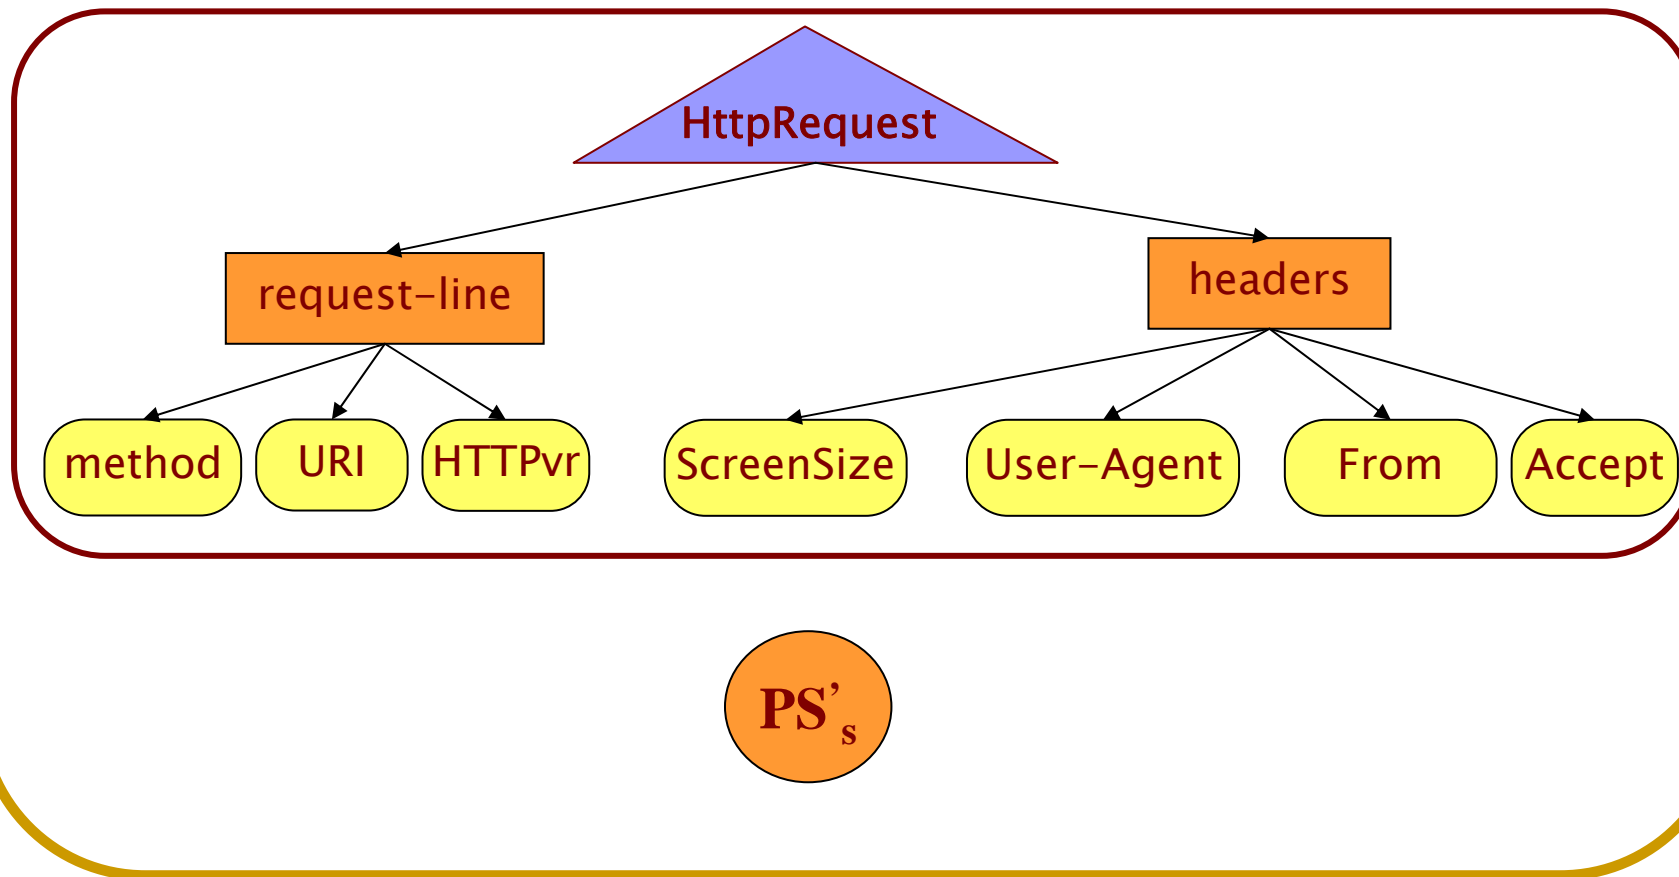 HttpRequest
request-line
headers
method
URI
HTTPvr
ScreenSize
User-Agent
From
Accept
PS's